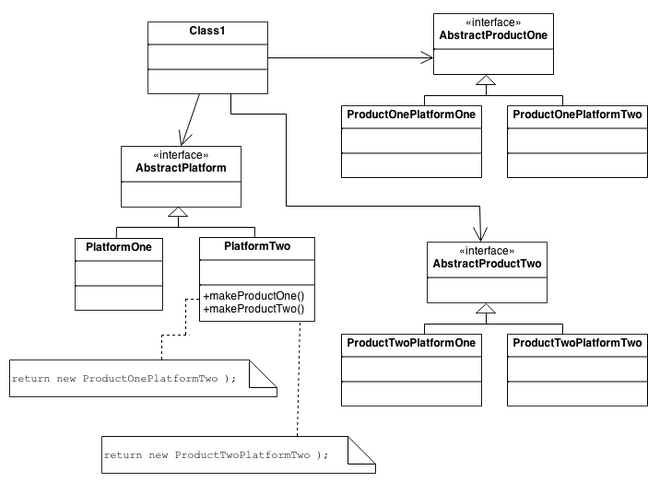 Class1
«interface»
AbstractProductOne
ProductOnePlatformOne
ProductOnePlatformTwo
«interface»
AbstractPlatform
PlatformOne
PlatformTwo
+makeProductOne()
+makeProductTwo()
«interface»
AbstractProductTwo
ProductTwoPlatformOne
ProductTwoPlatformTwo
return new ProductOnePlatformTwo );
return new ProductTwoPlatformTwo );